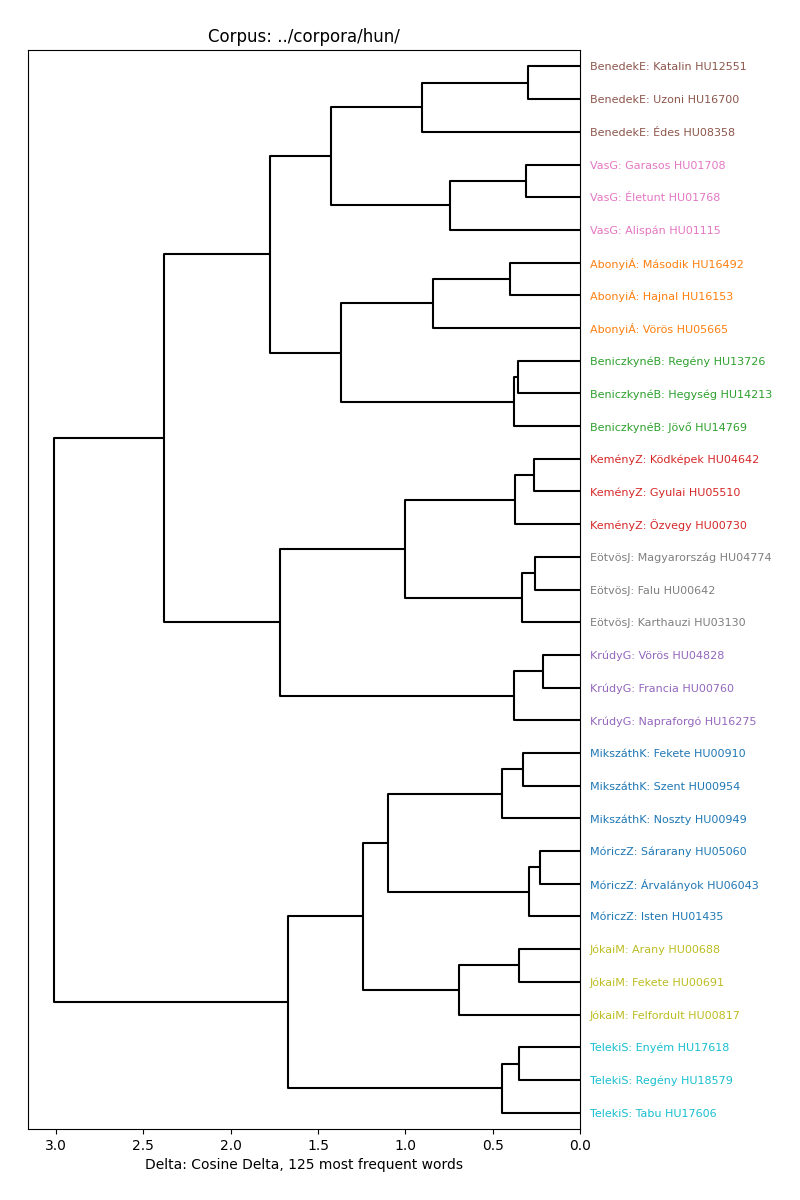 Corpus: ../corpora/hun/
BenedekE: Katalin HU12551
BenedekE: Uzoni HU16700
BenedekE: Édes HU08358
VasG: Garasos HU01708
VasG: Életunt HU01768
VasG: Alispán HU01115
AbonyiÁ: Második HU16492
AbonyiÁ: Hajnal HU16153
AbonyiÁ: Vörös HU05665
BeniczkynéB: Regény HU13726
BeniczkynéB: Hegység HU14213
BeniczkynéB: Jövő HU14769
KeményZ: Ködképek HU04642
KeményZ: Gyulai HU05510
KeményZ: Özvegy HU00730
EötvösJ: Magyarország HU04774
EötvösJ: Falu HU00642
EötvösJ: Karthauzi HU03130
KrúdyG: Vörös HU04828
KrúdyG: Francia HU00760
KrúdyG: Napraforgó HU16275
MikszáthK: Fekete HU00910
MikszáthK: Szent HU00954
MikszáthK: Noszty HU00949
MóriczZ: Sárarany HU05060
MóriczZ: Árvalányok HU06043
MóriczZ: Isten HU01435
JókaiM: Arany HU00688
JókaiM: Fekete HU00691
JókaiM: Felfordult HU00817
TelekiS: Enyém HU17618
TelekiS: Regény HU18579
TelekiS: Tabu HU17606
3.0 2.5 2.0 1.5 1.0 0.5 0.0
Delta: Cosine Delta, 125 most frequent words